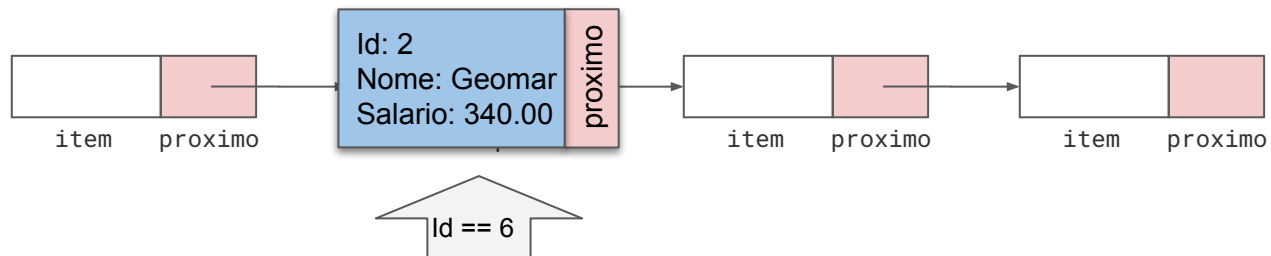 Id: 2
Nome: Geomar
Salario: 340.00
proximo
item proximo
item proximo
item proximo
Id == 6